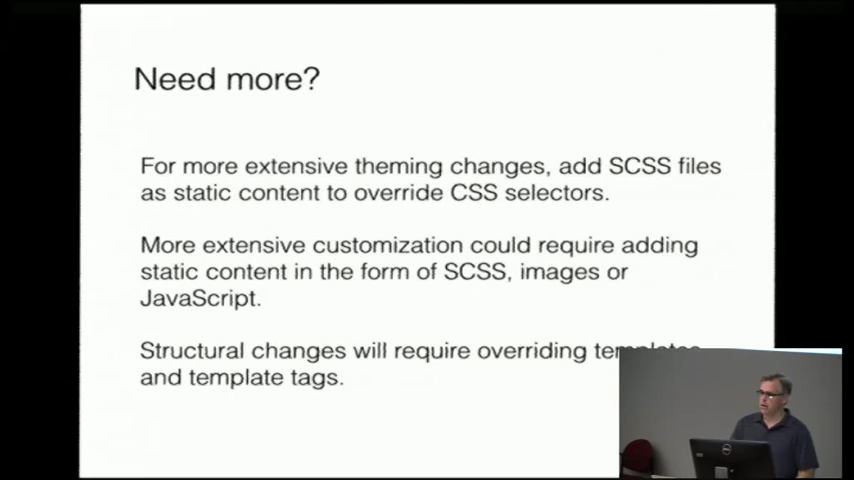 Need more?
For more extensive theming changes, add SCSS files
as static content to override CSS selectors.
More extensive customization could require adding
static content in the form of SCSS, images or
JavaScript.
Structural changes will require overriding templates
and template tags.